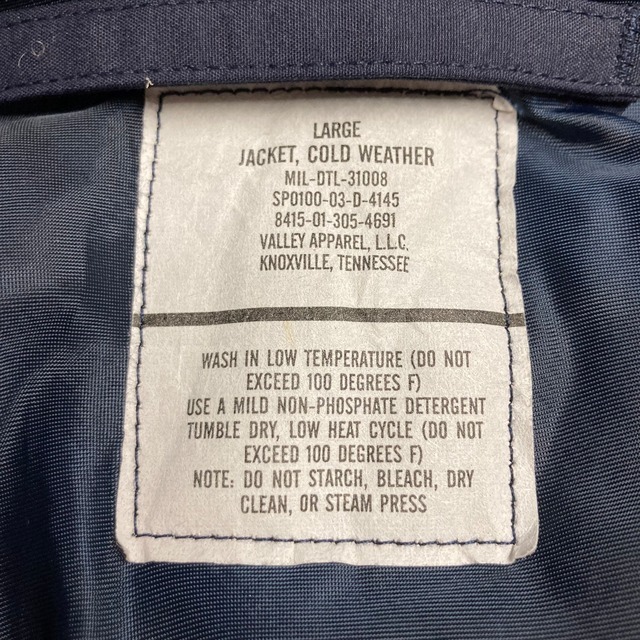 LARGE
JACKET, COLD WEATHER
MIL-DTL-31008
SP0100-03-D-4145
8415-01-305-4691
VALLEY APPAREL, L.L.C.
KNOXVILLE, TENNESSEE
WASH IN LOW TEMPERATURE (DO NOT
EXCEED 100 DEGREES F)
USE A MILD NON-PHOSPHATE DETERGENT
TUMBLE DRY, LOW HEAT CYCLE (DO NOT
EXCEED 100 DEGREES F)
NOTE: DO NOT STARCH, BLEACH, DRY
CLEAN, OR STEAM PRESS